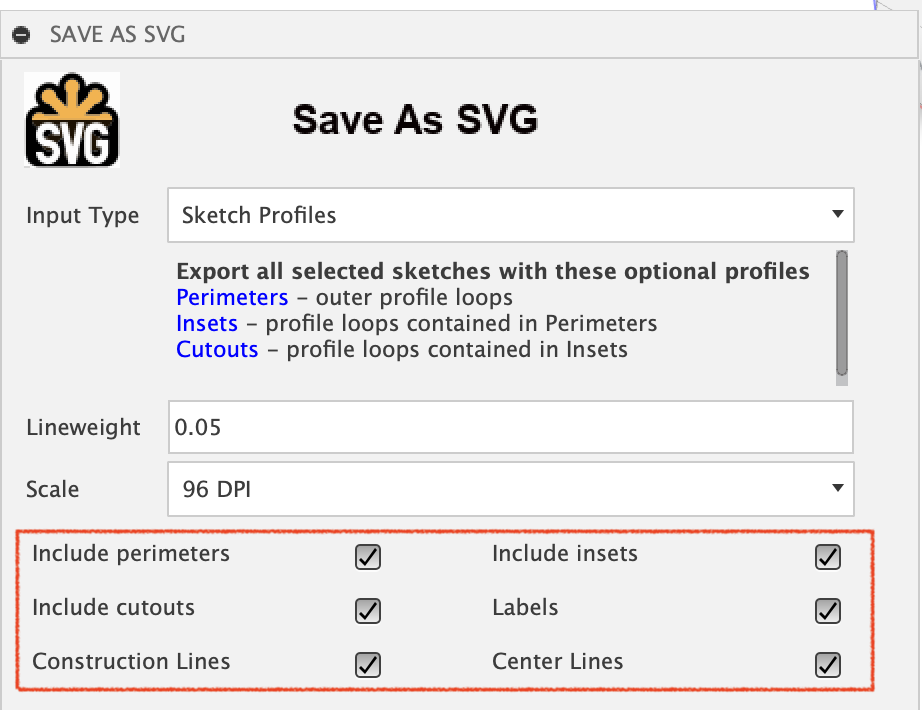 SAVE AS SVG
SVG
Save As SVG
Input Type Sketch Profiles
Export all selected sketches with these optional profiles
Perimeters – outer profile loops
Insets – profile loops contained in Perimeters
Cutouts – profile loops contained in Insets
Lineweight 0.05
Scale 96 DPI
Include perimeters Include insets
Include cutouts Labels
Construction Lines Center Lines